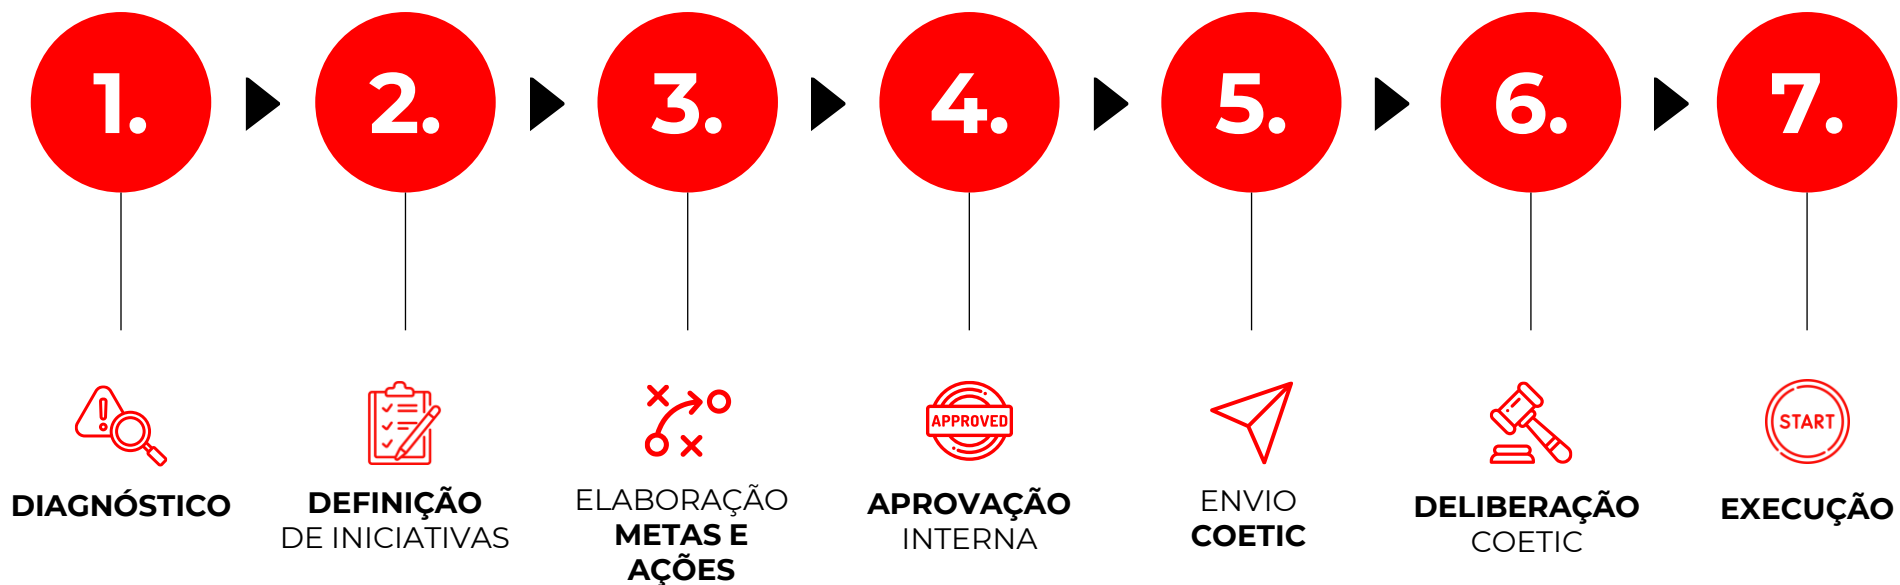 1.
2.
3.
4.
5.
6.
7.
APPROVED
START
DIAGNÓSTICO
DEFINIÇÃO
DE INICIATIVAS
ELABORAÇÃO
METAS E
AÇÕES
APROVAÇÃO
INTERNA
ENVIO
COETIC
DELIBERAÇÃO
COETIC
EXECUÇÃO